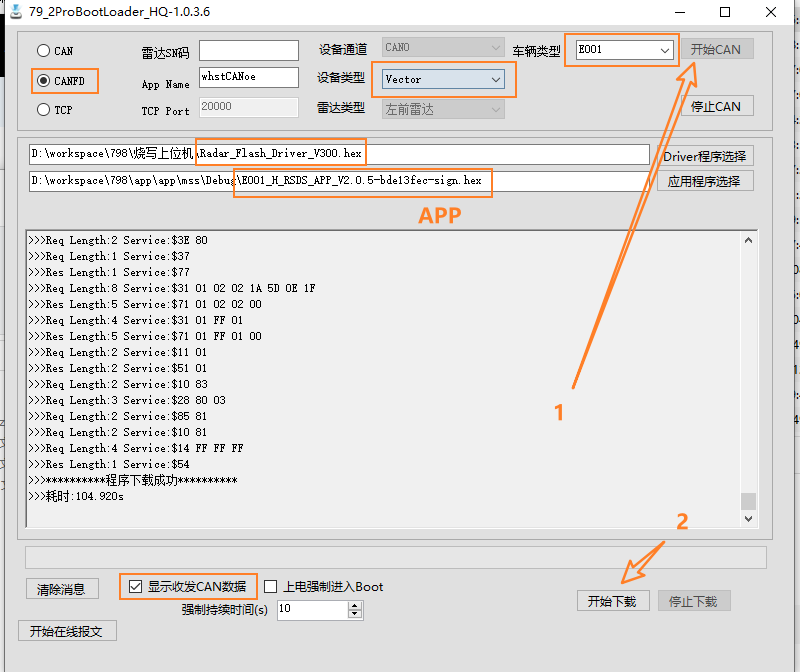 79_2ProBootLoader_HQ-1.0.3.6
CAN
雷达SN码
设备通道
CAN0
车辆类型
E001
开始CAN
CANFD
App Name
whstCANoe
设备类型
Vector
TCP
TCP Port
20000
雷达类型
左前雷达
停止CAN
D:\workspace\798\烧写上位机\Radar_Flash_Driver_V300.hex
Driver程序选择
D:\workspace\798\app\app\mss\Debug\E001_H_RSDS_APP_V2.0.5-bde13fec-sign.hex
应用程序选择
APP
>>>Req Length:2 Service:$3E 80
>>>Req Length:1 Service:$37
>>>Res Length:1 Service:$77
>>>Req Length:8 Service:$31 01 02 02 1A 5D 0E 1F
>>>Res Length:5 Service:$71 01 02 02 00
>>>Req Length:4 Service:$31 01 FF 01
>>>Res Length:5 Service:$71 01 FF 01 00
>>>Req Length:2 Service:$11 01
>>>Res Length:2 Service:$51 01
>>>Req Length:2 Service:$10 83
>>>Req Length:3 Service:$28 80 03
>>>Req Length:2 Service:$85 81
>>>Req Length:2 Service:$10 81
>>>Req Length:4 Service:$14 FF FF FF
>>>Res Length:1 Service:$54
>>>**********程序下载成功**********
>>>耗时:104.920s
1
2
清除消息
显示收发CAN数据
上电强制进入Boot
强制持续时间(s)
10
开始下载
停止下载
开始在线报文